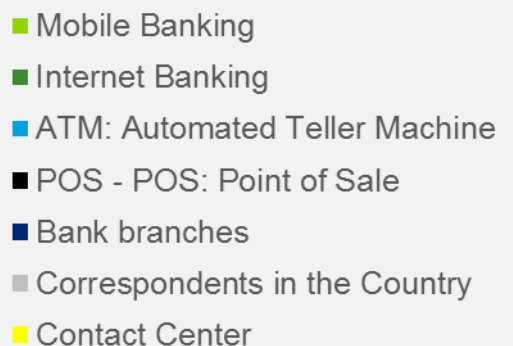 Mobile Banking
Internet Banking
ATM: Automated Teller Machine
POS - POS: Point of Sale
Bank branches
Correspondents in the Country
Contact Center